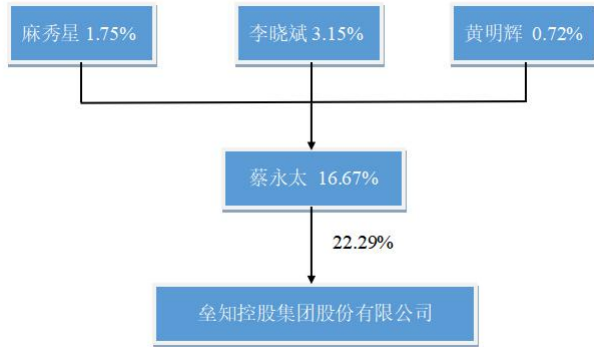 麻秀星 1.75%
李晓斌 3.15%
黄明辉 0.72%
蔡永太 16.67%
22.29%
垒知控股集团股份有限公司